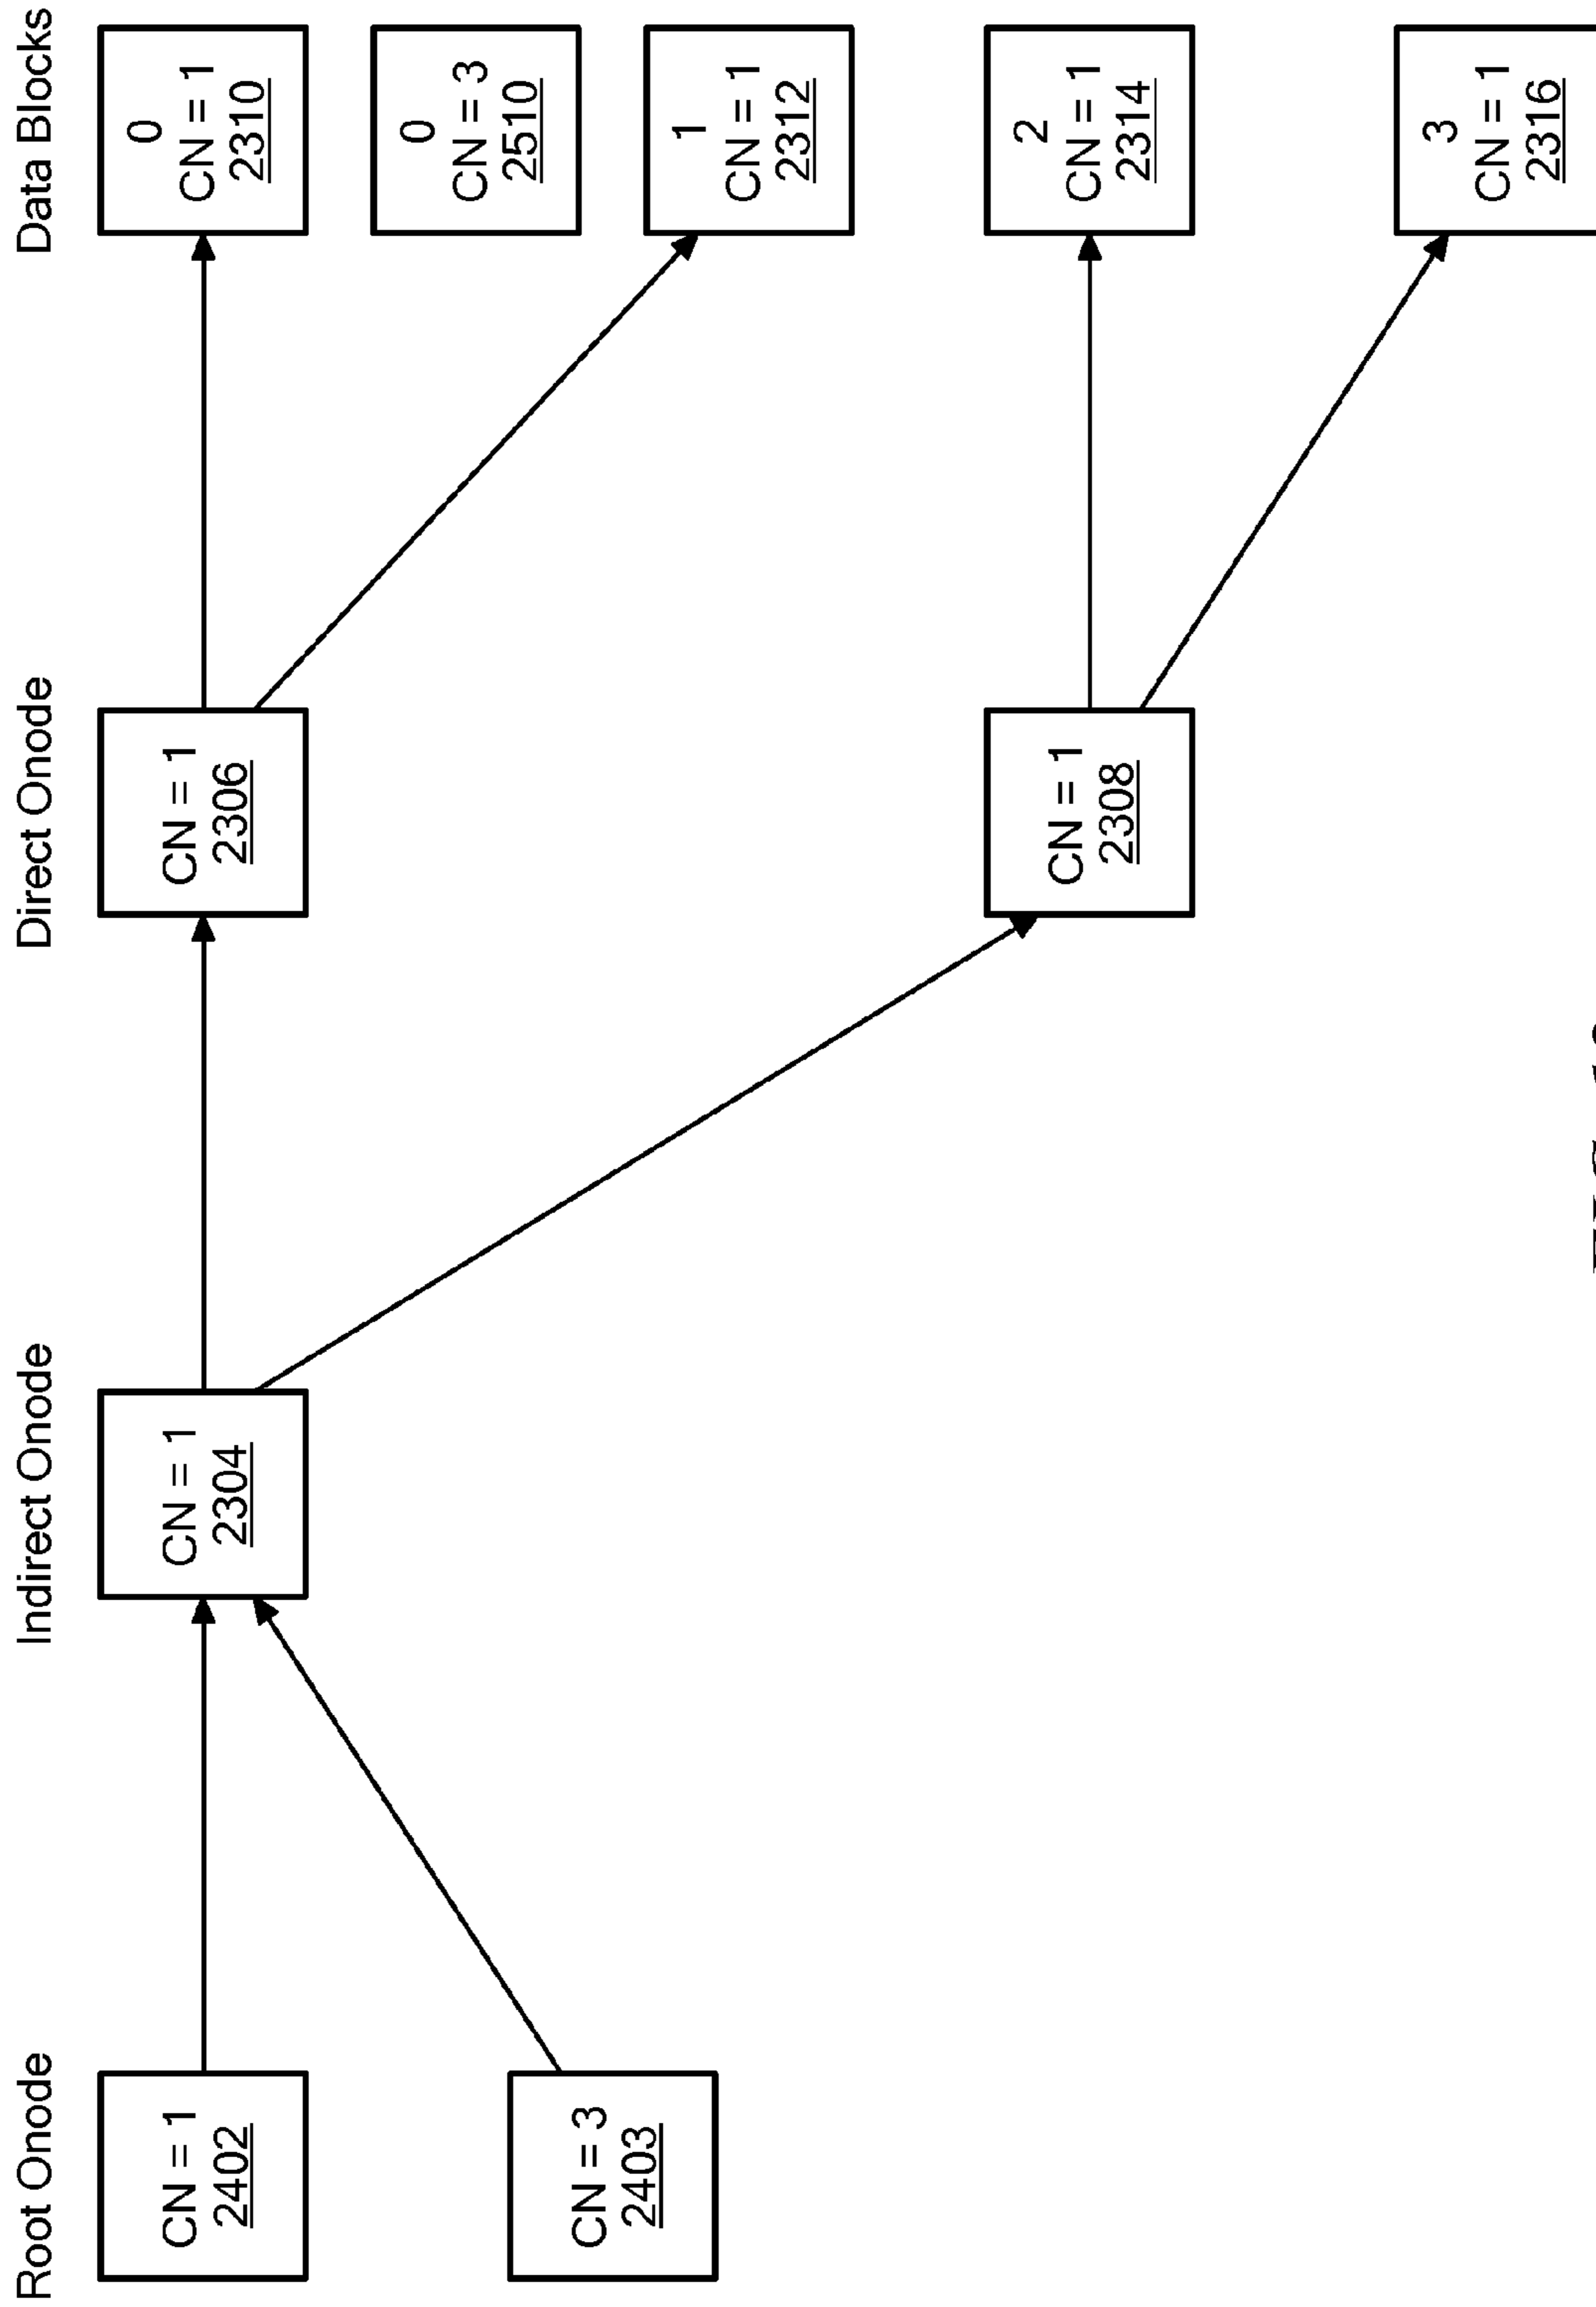 Root Onode
Indirect Onode
Direct Onode
Data Blocks
CN = 1
2402
CN = 3
2403
CN = 1
2304
CN = 1
2306
CN = 1
2308
0
CN = 1
2310
0
CN = 3
2510
1
CN = 1
2312
2
CN = 1
2314
3
CN = 1
2316